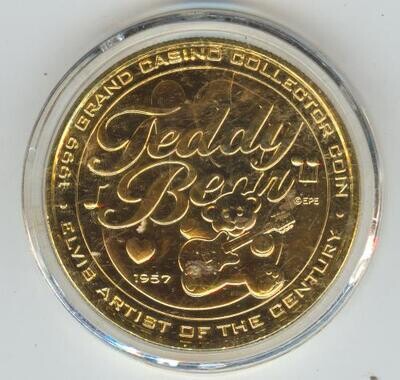 1999 GRAND CASINO COLLECTOR COIN
Teddy
Bear
©EPE
1957
ELVIS ARTIST OF THE CENTURY